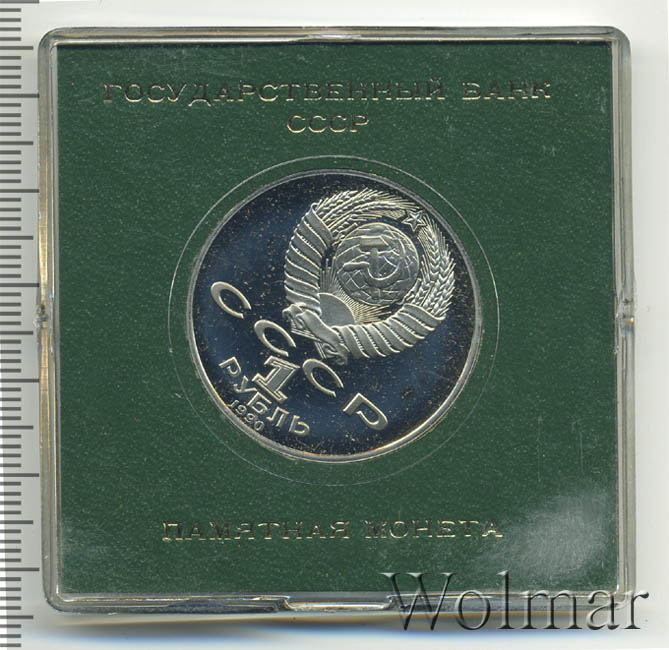 ГОСУДАРСТВЕННЫЙ БАНК
СССР
СССР
1
РУБЛЬ
1990
ПАМЯТНАЯ МОНЕТА
Wolmar